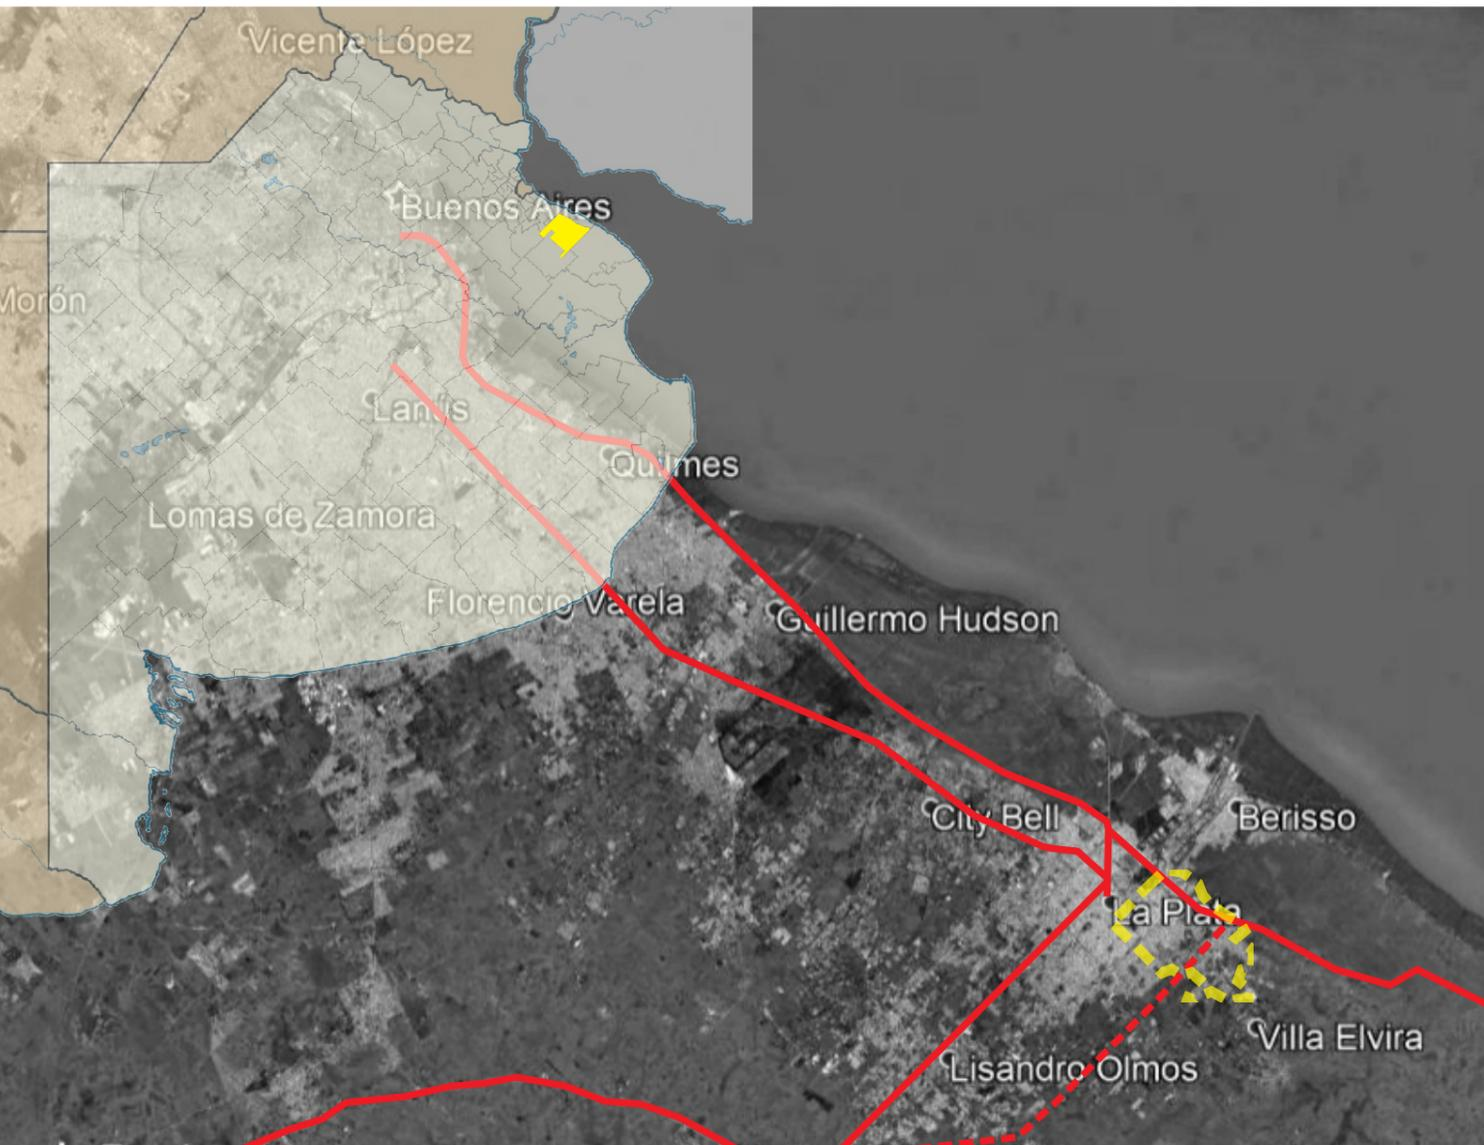 Vicente López
Buenos Aires
Morón
Lanús
Quilmes
Lomas de Zamora
Florencio Varela
Guillermo Hudson
City Bell
Berisso
La Plata
Villa Elvira
Lisandro Olmos